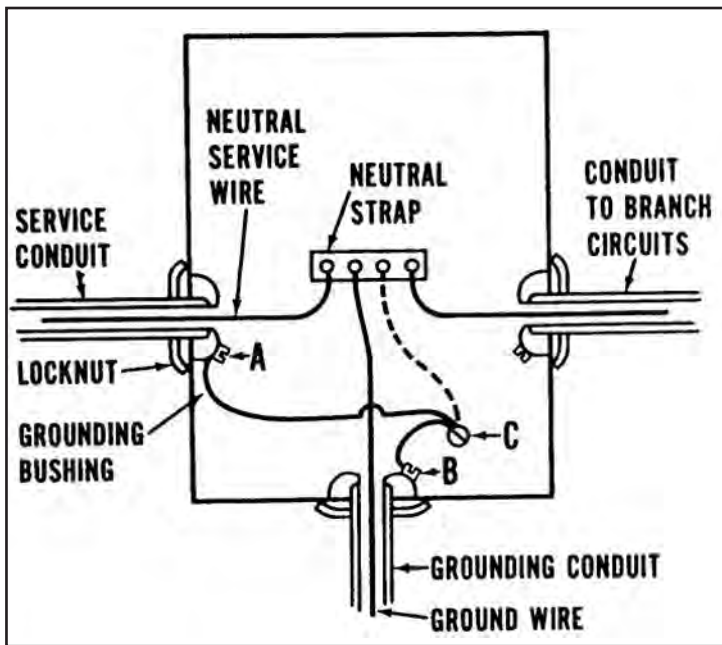 NEUTRAL
SERVICE
WIRE
NEUTRAL
STRAP
CONDUIT
TO BRANCH
CIRCUITS
SERVICE
CONDUIT
LOCKNUT
A
GROUNDING
BUSHING
C
B
GROUNDING CONDUIT
GROUND WIRE